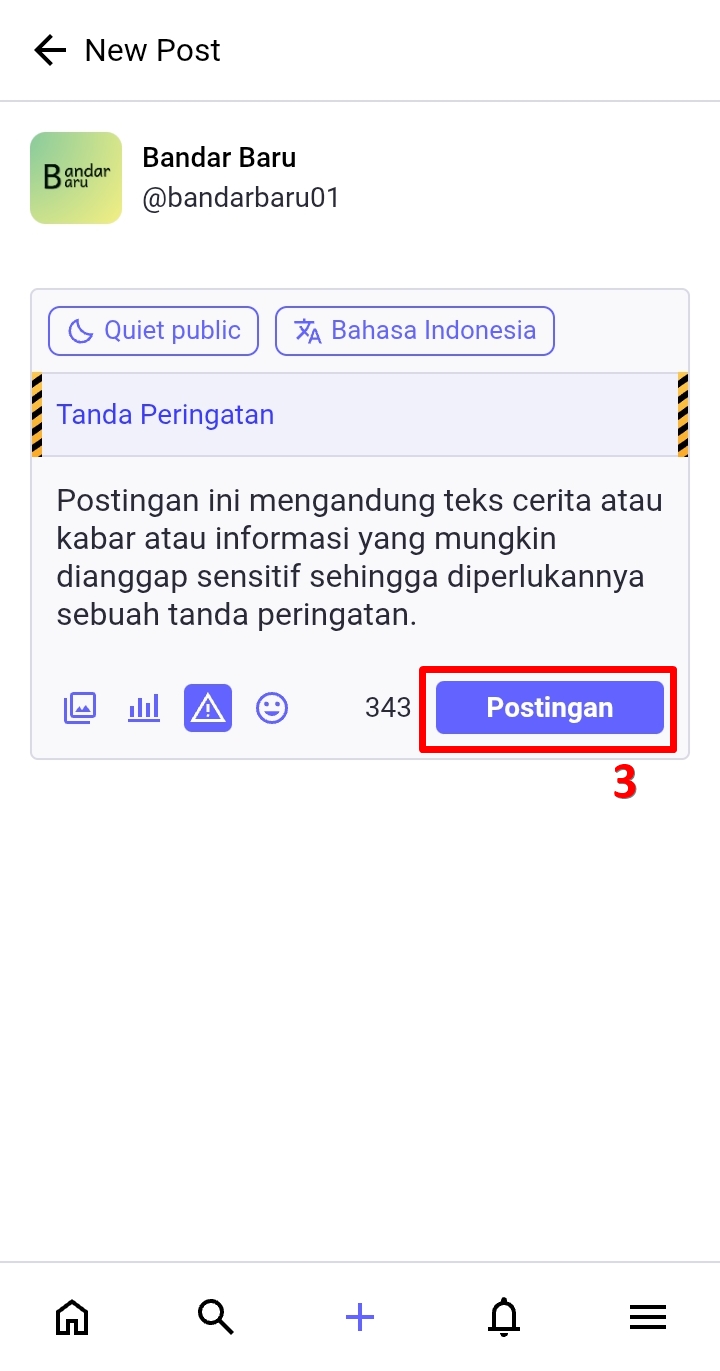 New Post
Bandar
aru
Bandar Baru
@bandarbaru01
Quiet public
Bahasa Indonesia
Tanda Peringatan
Postingan ini mengandung teks cerita atau
kabar atau informasi yang mungkin
dianggap sensitif sehingga diperlukannya
sebuah tanda peringatan.
343
Postingan
3